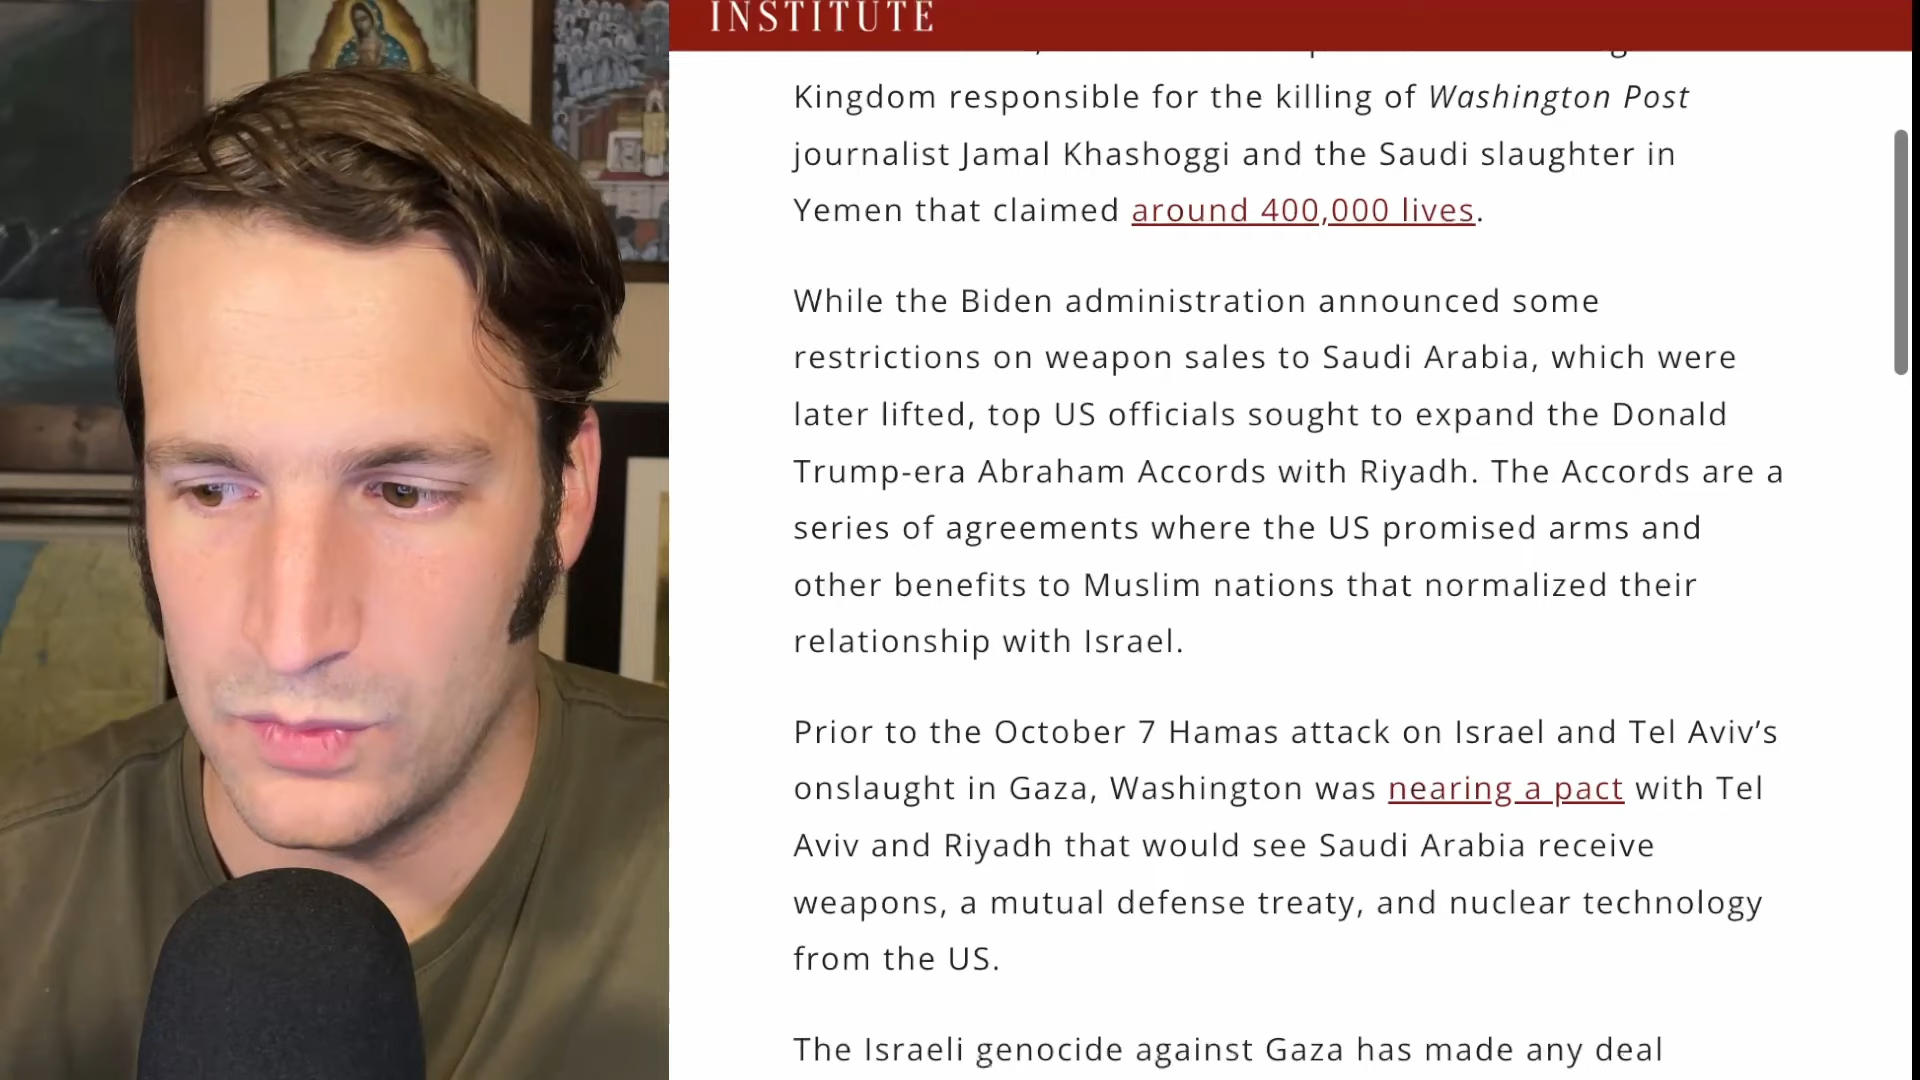 INSTITUTE
Kingdom responsible for the killing of Washington Post
journalist Jamal Khashoggi and the Saudi slaughter in
Yemen that claimed around 400,000 lives.
While the Biden administration announced some
restrictions on weapon sales to Saudi Arabia, which were
later lifted, top US officials sought to expand the Donald
Trump-era Abraham Accords with Riyadh. The Accords are a
series of agreements where the US promised arms and
other benefits to Muslim nations that normalized their
relationship with Israel.
Prior to the October 7 Hamas attack on Israel and Tel Aviv’s
onslaught in Gaza, Washington was nearing a pact with Tel
Aviv and Riyadh that would see Saudi Arabia receive
weapons, a mutual defense treaty, and nuclear technology
from the US.
The Israeli genocide against Gaza has made any deal